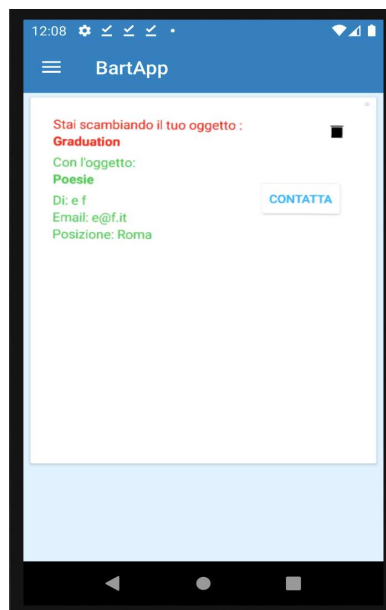 12:08
BartApp
Stai scambiando il tuo oggetto :
Graduation
Con l'oggetto:
Poesie
Di: e f
Email: e@f.it
Posizione: Roma
CONTATTA